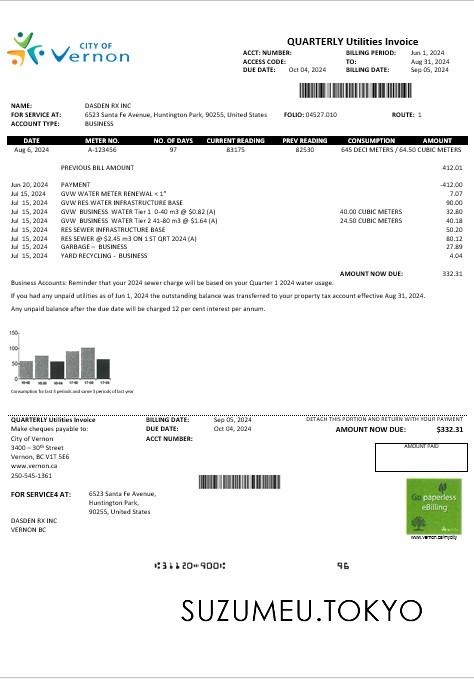 CITY OF
Vernon
QUARTERLY Utilities Invoice
ACCT. NUMBER: BILLING PERIOD: Jun 1, 2024
ACCESS CODE: TO: Aug 31, 2024
DUE DATE: Oct 04, 2024 BILLING DATE: Sep 05, 2024
NAME: DASDEN RX INC
FOR SERVICE AT: 6523 Santa Fe Avenue, Huntington Park, 90255, United States FOLIO: 04527.010 ROUTE: 1
ACCOUNT TYPE: BUSINESS
DATE METER NO. NO. OF DAYS CURRENT READING PREV READING CONSUMPTION AMOUNT
Aug 6, 2024 A-123456 97 83175 82530 645 DECI METERS / 64.50 CUBIC METERS
PREVIOUS BILL AMOUNT 412.01
Jun 20, 2024 PAYMENT -412.00
Jul 15, 2024 GVW WATER METER RENEWAL < 1" 7.07
Jul 15, 2024 GVW RES WATER INFRASTRUCTURE BASE 90.00
Jul 15, 2024 GVW BUSINESS WATER Tier 1 0-40 m3 @ $0.82 (A) 40.00 CUBIC METERS 32.80
Jul 15, 2024 GVW BUSINESS WATER Tier 2 41-80 m3 @ $1.64 (A) 24.50 CUBIC METERS 40.18
Jul 15, 2024 RES SEWER INFRASTRUCTURE BASE 50.20
Jul 15, 2024 RES SEWER @ $2.45 m3 ON 1 ST QRT 2024 (A) 80.12
Jul 15, 2024 GARBAGE – BUSINESS 27.89
Jul 15, 2024 YARD RECYCLING - BUSINESS 4.04
AMOUNT NOW DUE: 332.31
Business Accounts: Reminder that your 2024 sewer charge will be based on your Quarter 1 2024 water usage.
If you had any unpaid utilities as of Jun 1, 2024 the outstanding balance was transferred to your property tax account effective Aug 31, 2024.
Any unpaid balance after the due date will be charged 12 per cent interest per annum.
150
100
50
0
Consumption for last 5 periods and same 3 periods of last year
DETACH THIS PORTION AND RETURN WITH YOUR PAYMENT
QUARTERLY Utilities Invoice BILLING DATE: Sep 05, 2024
Make cheques payable to: DUE DATE: Oct 04, 2024 AMOUNT NOW DUE: $332.31
City of Vernon ACCT NUMBER:
3400 – 30th Street
Vernon, BC V1T 5E6
www.vernon.ca
250-545-1361
AMOUNT PAID
FOR SERVICE4 AT: 6523 Santa Fe Avenue,
Huntington Park,
90255, United States
DASDEN RX INC
VERNON BC
Go paperless
eBilling
www.vernon.ca/mycity
⑆31120⑉900⑆ 96
SUZUMEU.TOKYO